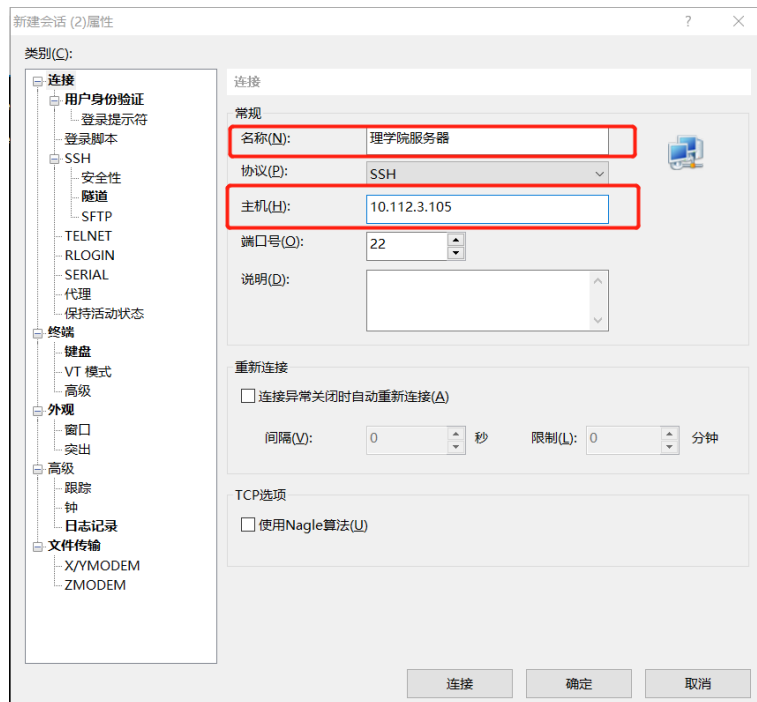 新建会话 (2)属性
?
类别(C):
连接
用户身份验证
登录提示符
登录脚本
SSH
安全性
隧道
SFTP
TELNET
RLOGIN
SERIAL
代理
保持活动状态
终端
键盘
VT 模式
高级
外观
窗口
突出
高级
跟踪
钟
日志记录
文件传输
X/YMODEM
ZMODEM
连接
常规
名称(N): 理学院服务器
协议(P): SSH
主机(H): 10.112.3.105
端口号(O): 22
说明(D):
重新连接
连接异常关闭时自动重新连接(A)
间隔(V): 0 秒 限制(L): 0 分钟
TCP选项
使用Nagle算法(U)
连接 确定 取消